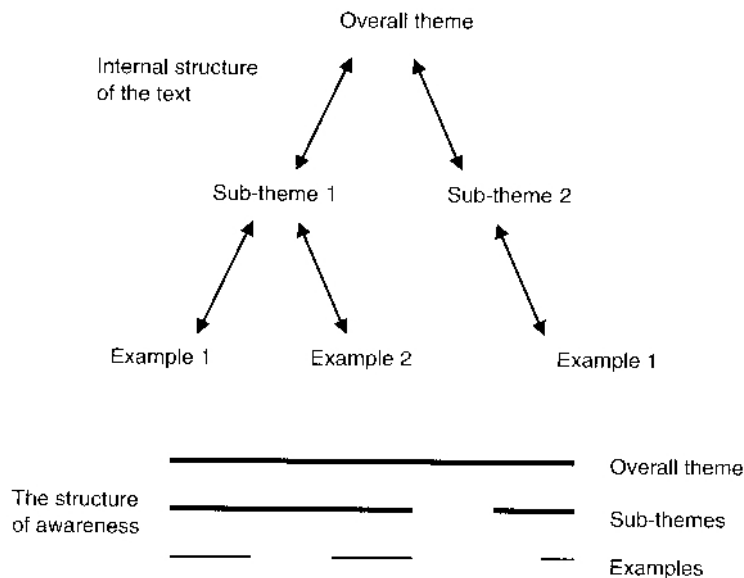 Overall theme
Internal structure
of the text
Sub-theme 1
Sub-theme 2
Example 1
Example 2
Example 1
Overall theme
The structure
of awareness
Sub-themes
Examples